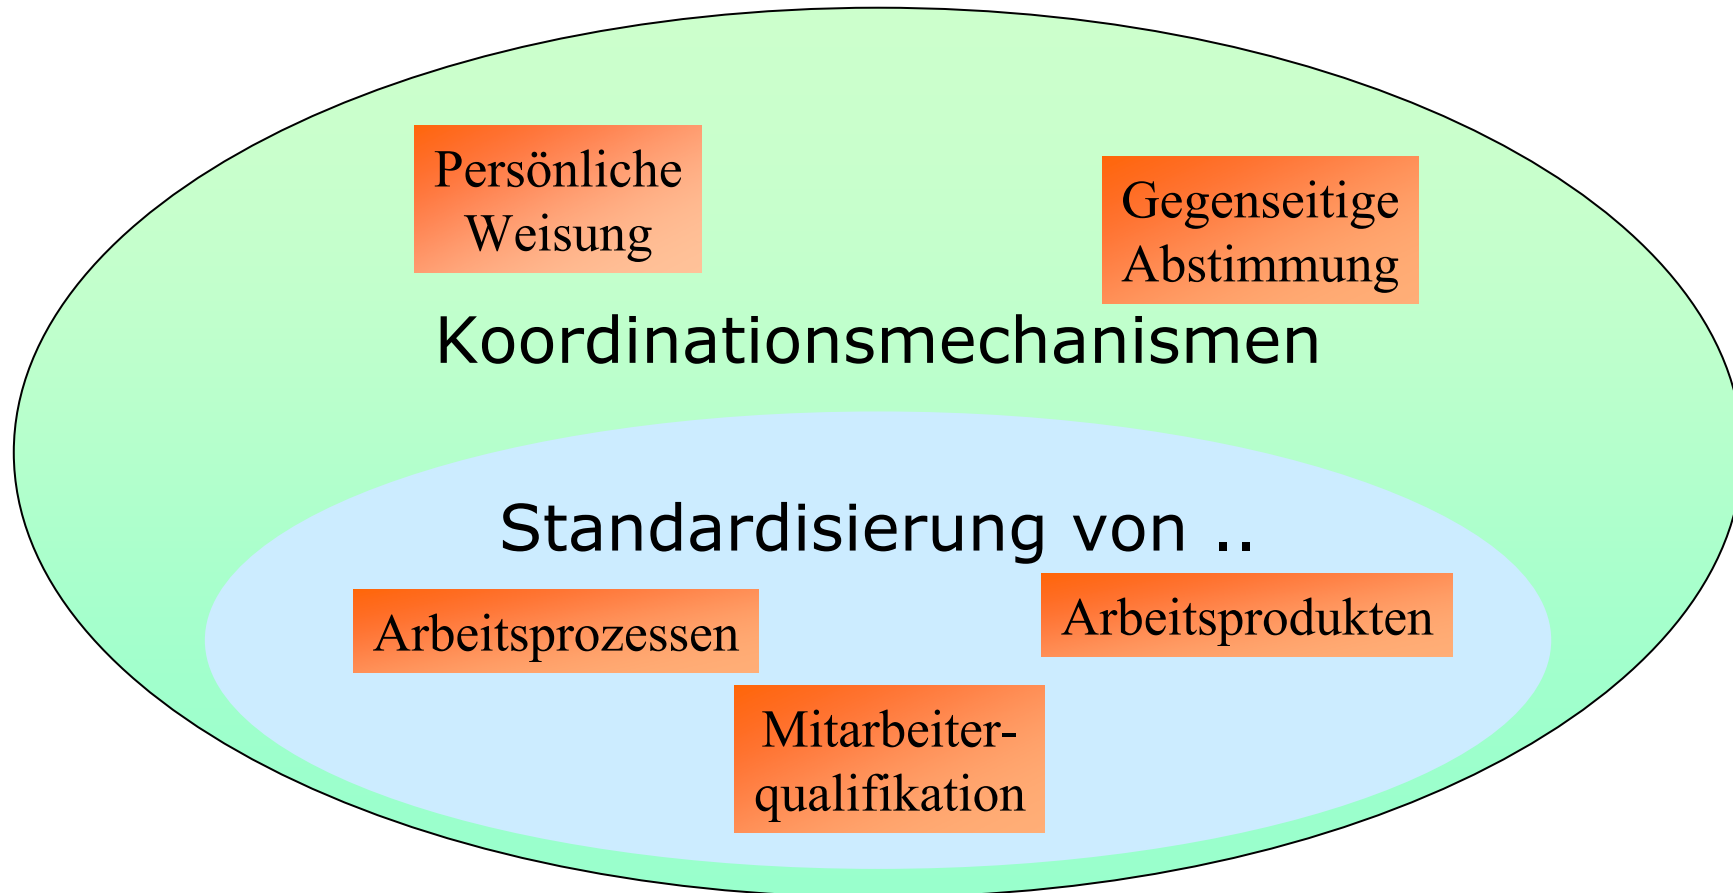 Persönliche
Weisung
Gegenseitige
Abstimmung
Koordinationsmechanismen
Standardisierung von ..
Arbeitsprozessen
Arbeitsprodukten
Mitarbeiter-
qualifikation